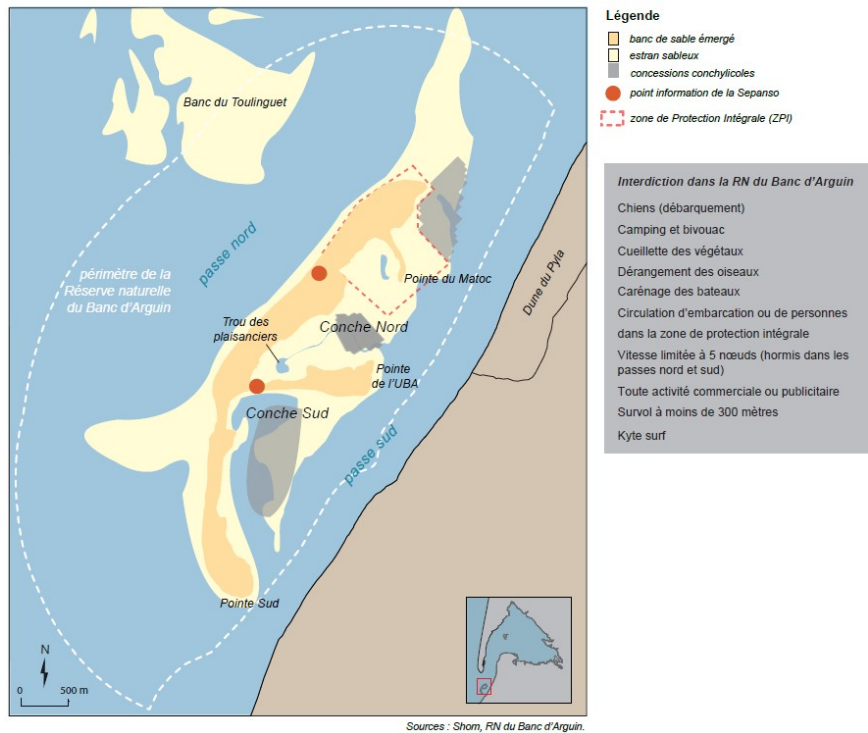 Banc du Toulinguet
passe nord
périmètre de la
Réserve naturelle
du Banc d'Arguin
Pointe du Matoc
Dune du Pyla
Trou des
plaisanciers
Conche Nord
Pointe
de l'UBA
Conche Sud
passe sud
Pointe Sud
N
0 500 m
Sources : Shom, RN du Banc d'Arguin.
Légende
banc de sable émergé
estran sableux
concessions conchylicoles
point information de la Sepanso
zone de Protection Intégrale (ZPI)
Interdiction dans la RN du Banc d'Arguin
Chiens (débarquement)
Camping et bivouac
Cueillette des végétaux
Dérangement des oiseaux
Carénage des bateaux
Circulation d'embarcation ou de personnes
dans la zone de protection intégrale
Vitesse limitée à 5 nœuds (hormis dans les
passes nord et sud)
Toute activité commerciale ou publicitaire
Survol à moins de 300 mètres
Kyte surf